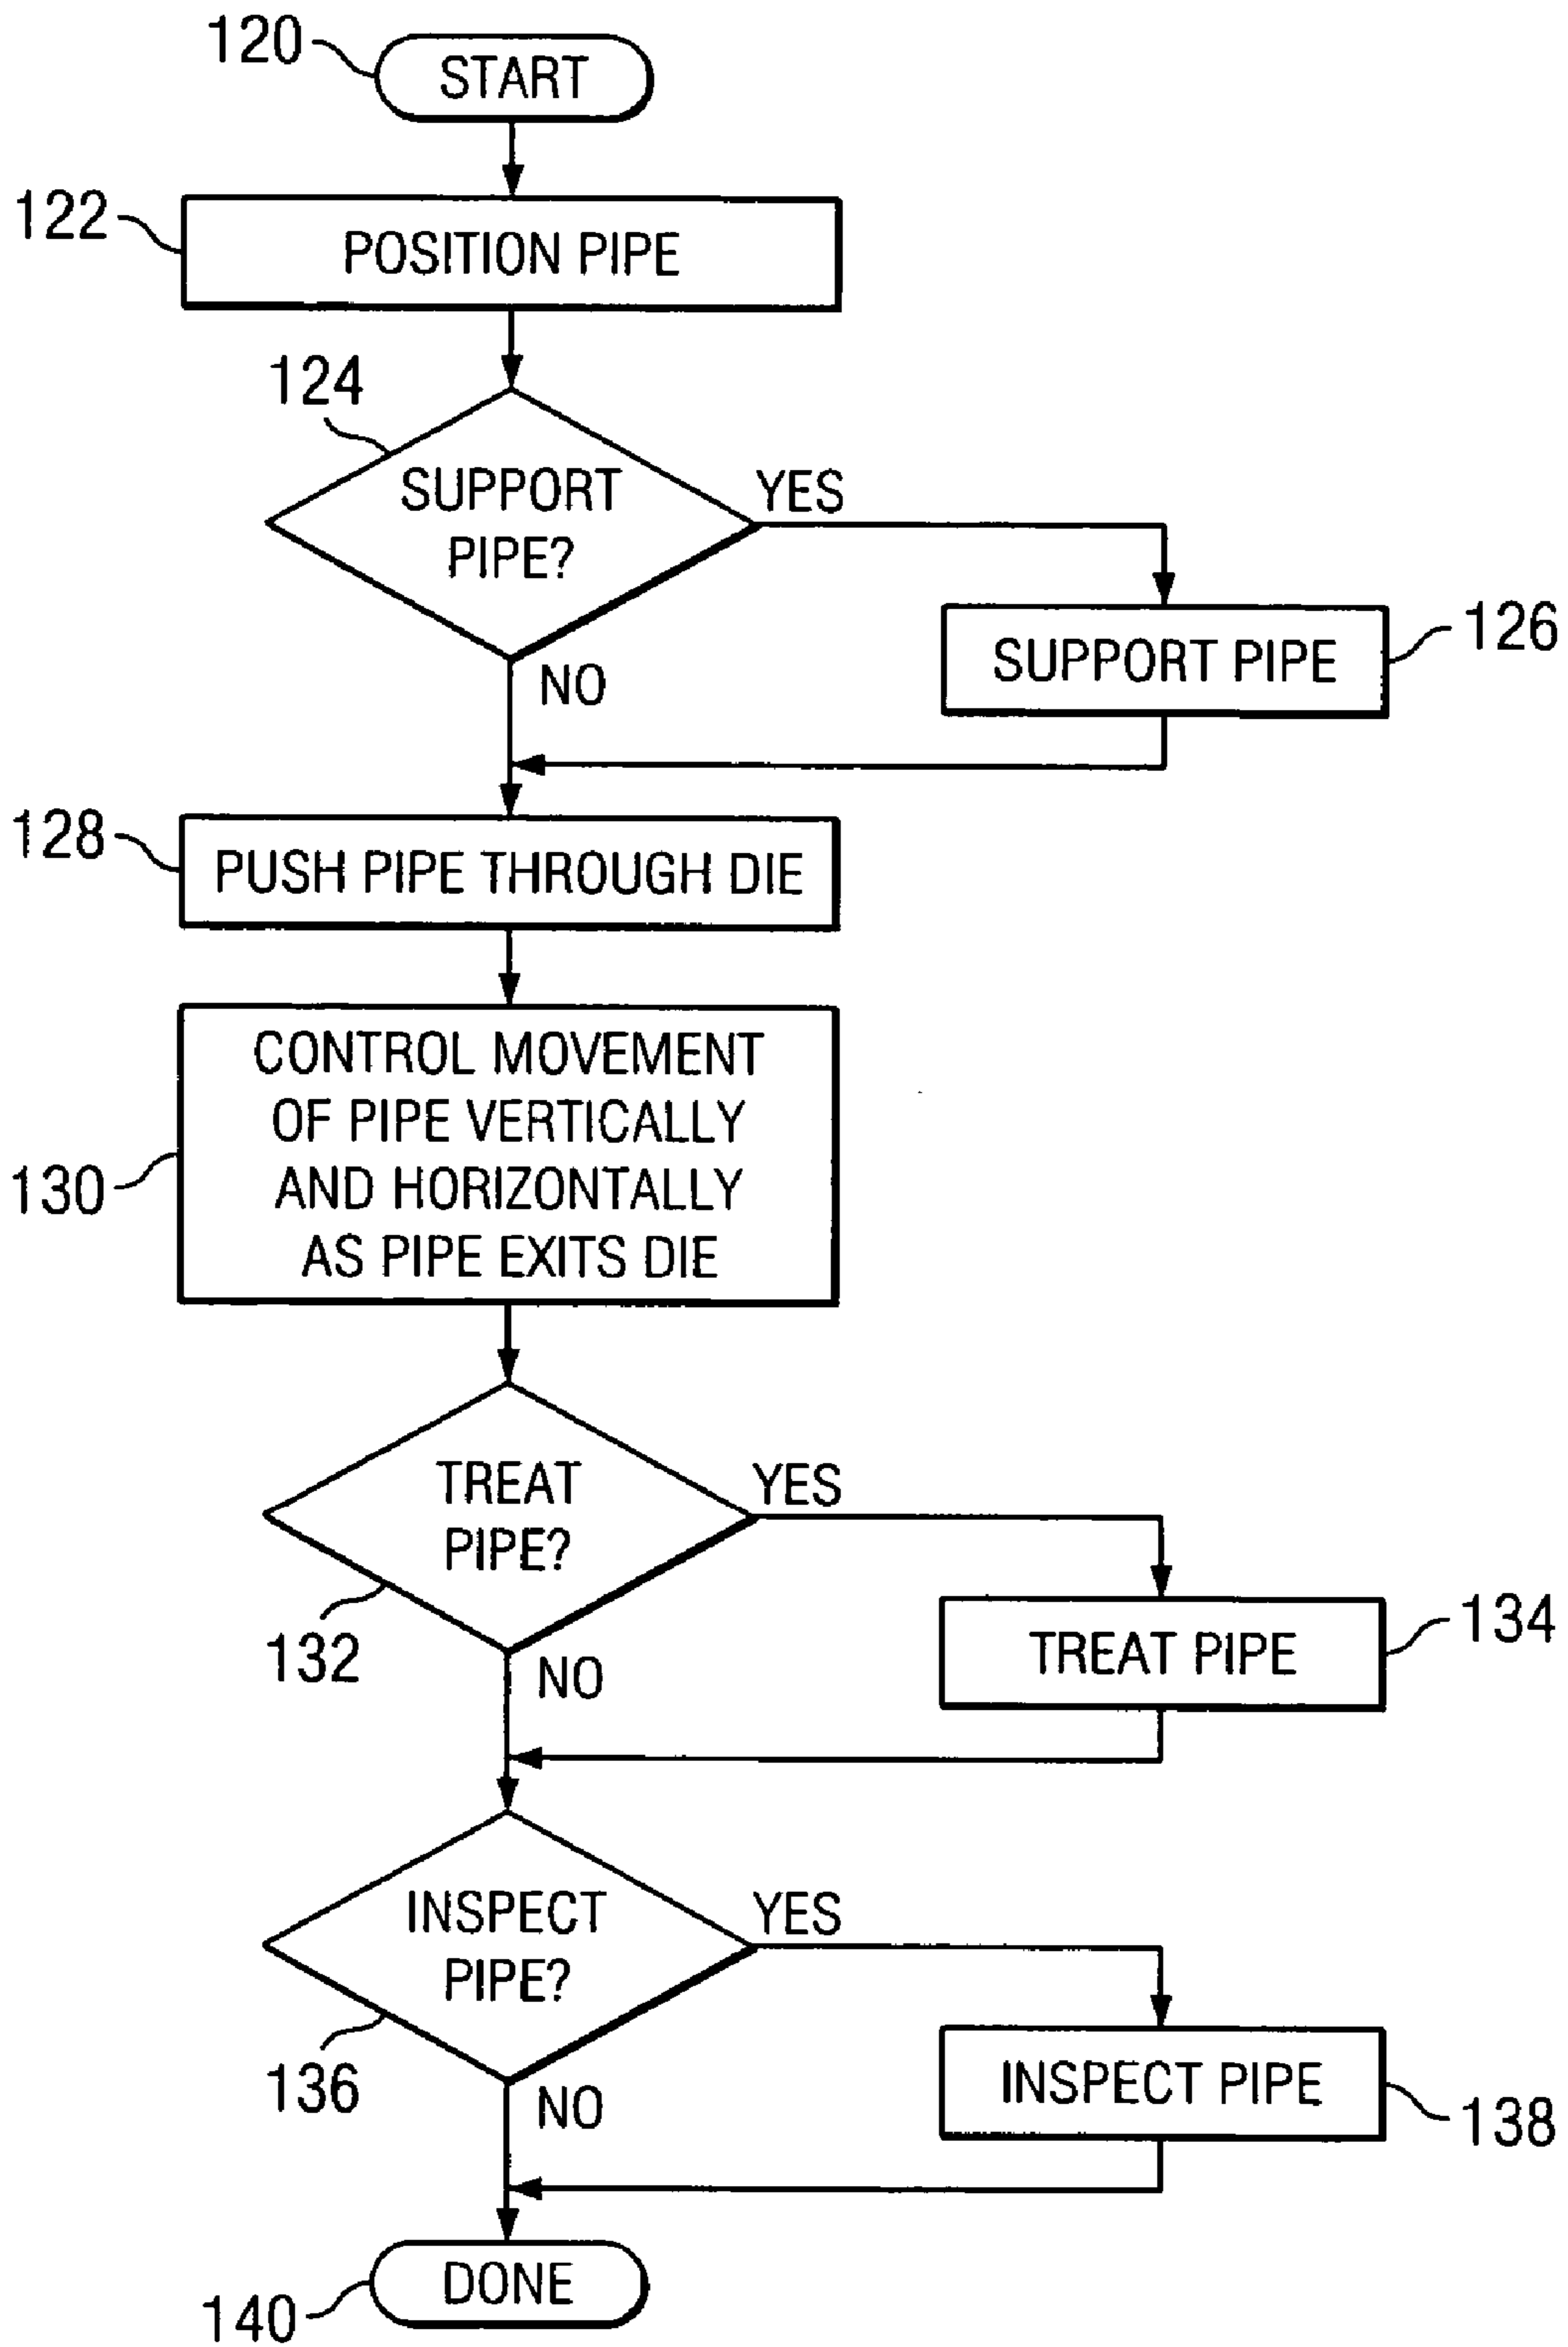 120
START
122
POSITION PIPE
124
SUPPORT
PIPE?
YES
NO
SUPPORT PIPE
126
128
PUSH PIPE THROUGH DIE
130
CONTROL MOVEMENT
OF PIPE VERTICALLY
AND HORIZONTALLY
AS PIPE EXITS DIE
TREAT
PIPE?
YES
132
NO
TREAT PIPE
134
INSPECT
PIPE?
YES
136
NO
INSPECT PIPE
138
DONE
140